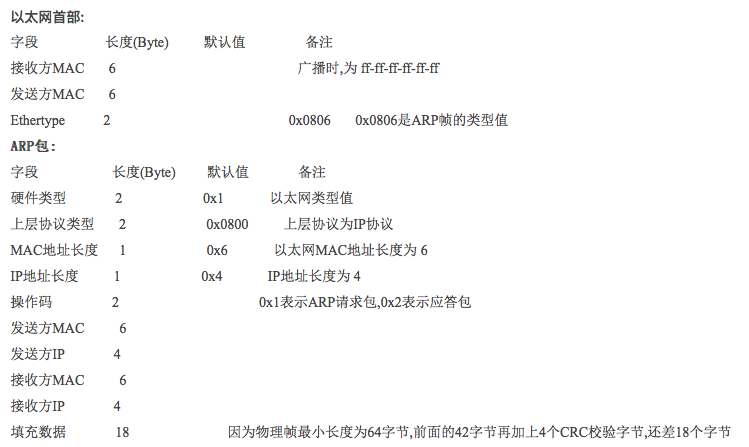 以太网首部:
字段 长度(Byte) 默认值 备注
接收方MAC 6 广播时,为 ff-ff-ff-ff-ff-ff
发送方MAC 6
Ethertype 2 0x0806 0x0806是ARP帧的类型值
ARP包:
字段 长度(Byte) 默认值 备注
硬件类型 2 0x1 以太网类型值
上层协议类型 2 0x0800 上层协议为IP协议
MAC地址长度 1 0x6 以太网MAC地址长度为 6
IP地址长度 1 0x4 IP地址长度为 4
操作码 2 0x1表示ARP请求包,0x2表示应答包
发送方MAC 6
发送方IP 4
接收方MAC 6
接收方IP 4
填充数据 18 因为物理帧最小长度为64字节,前面的42字节再加上4个CRC校验字节,还差18个字节